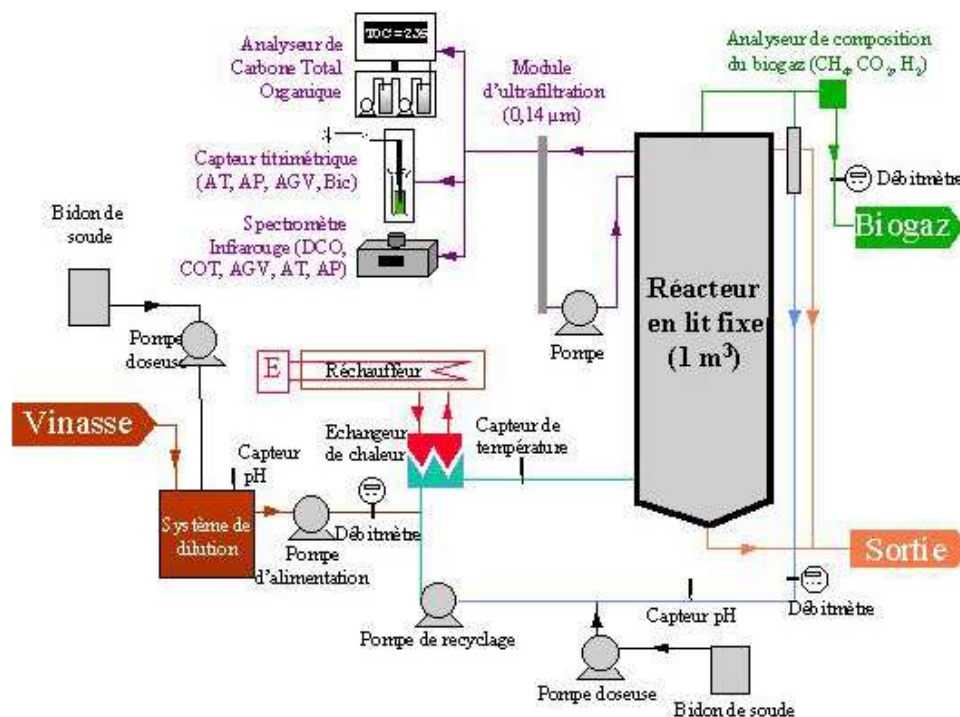 TOC = 2.36
Analyseur de
Carbone Total
Organique
Capteur titrimétrique
(AT, AP, AGV, Bic)
Spectromètre
Infrarouge (DCO,
COT, AGV, AT, AP)
Module
d'ultrafiltration
(0,14 µm)
Analyseur de composition
du biogaz (CH4, CO2, H2)
Débitmètre
Biogaz
Bidon de
soude
Pompe
doseuse
Réacteur
en lit fixe
(1 m³)
Pompe
E
Réchauffeur
Vinasse
Capteur
pH
Echangeur
de chaleur
Capteur de
température
Système de
dilution
Pompe
d'alimentation
Débitmètre
Sortie
Débitmètre
Capteur pH
Pompe de recyclage
Pompe doseuse
Bidon de soude